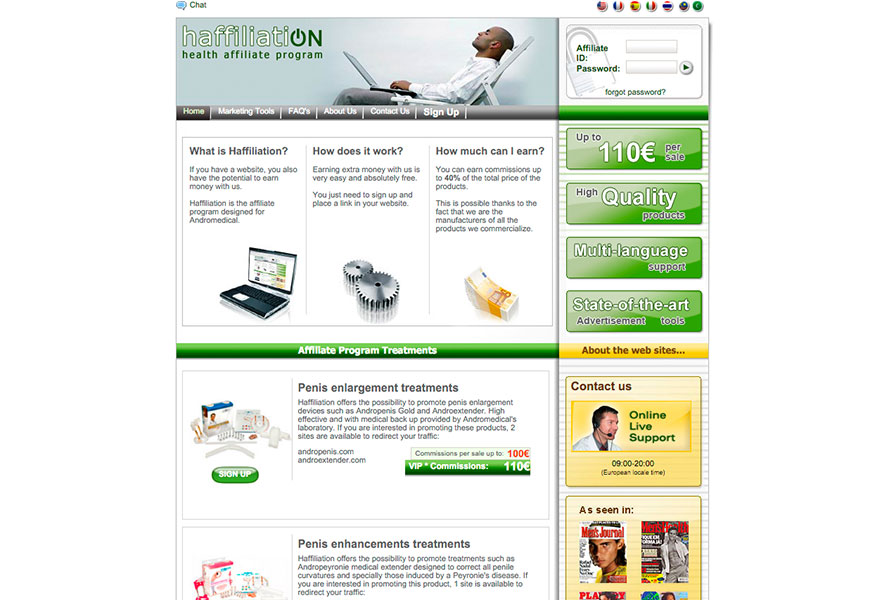 Chat
haffiliatiON
health affiliate program
Affiliate
ID:
Password:
forgot password?
Home
Marketing Tools
FAQ's
About Us
Contact Us
Sign Up
What is Haffiliation?
If you have a website, you also
have the potential to earn
money with us.
Haffiliation is the affiliate
program designed for
Andromedical.
How does it work?
Earning extra money with us is
very easy and absolutely free.
You just need to sign up and
place a link in your website.
How much can I earn?
You can earn commissions up
to 40% of the total price of the
products.
This is possible thanks to the
fact that we are the
manufacturers of all the
products we commercialize.
Up to
110€ per
sale
High Quality
products
Multi-language
support
State-of-the-art
Advertisement tools
Affiliate Program Treatments
About the web sites...
Penis enlargement treatments
Haffiliation offers the possibility to promote penis enlargement
devices such as Andropenis Gold and Androextender. High
effective and with medical back up provided by Andromedical's
laboratory. If you are interested in promoting these products, 2
sites are available to redirect your traffic:
andropenis.com
androextender.com
Commissions per sale up to: 100€
VIP * Commissions: 110€
SIGN UP
Penis enhancements treatments
Haffiliation offers the possibility to promote treatments such as
Andropeyronie medical extender designed to correct all penile
curvatures and specially those induced by a Peyronie's disease. If
you are interested in promoting this product, 1 site is available to
redirect your traffic:
Contact us
Online
Live
Support
09:00-20:00
(European locale time)
As seen in:
Men's Journal